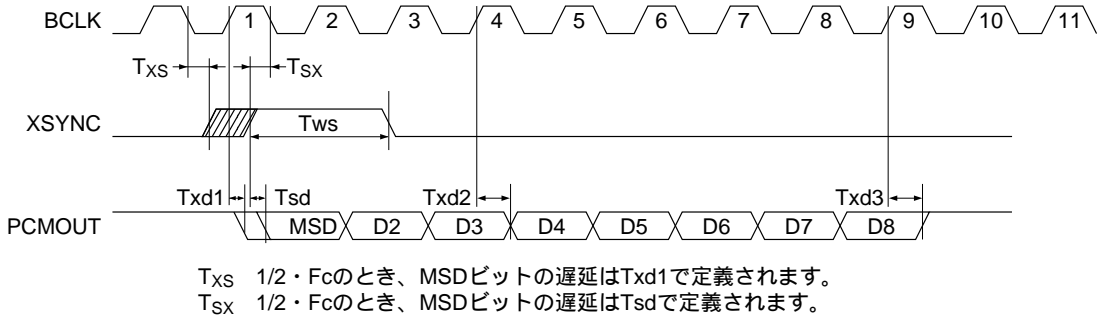 BCLK 1 2 3 4 5 6 7 8 9 10 11
TXS TSX
XSYNC Tws
Txd1 Tsd Txd2 Txd3
PCMOUT MSD D2 D3 D4 D5 D6 D7 D8
TXS 1/2・Fcのとき、MSDビットの遅延はTxd1で定義されます。
TSX 1/2・Fcのとき、MSDビットの遅延はTsdで定義されます。